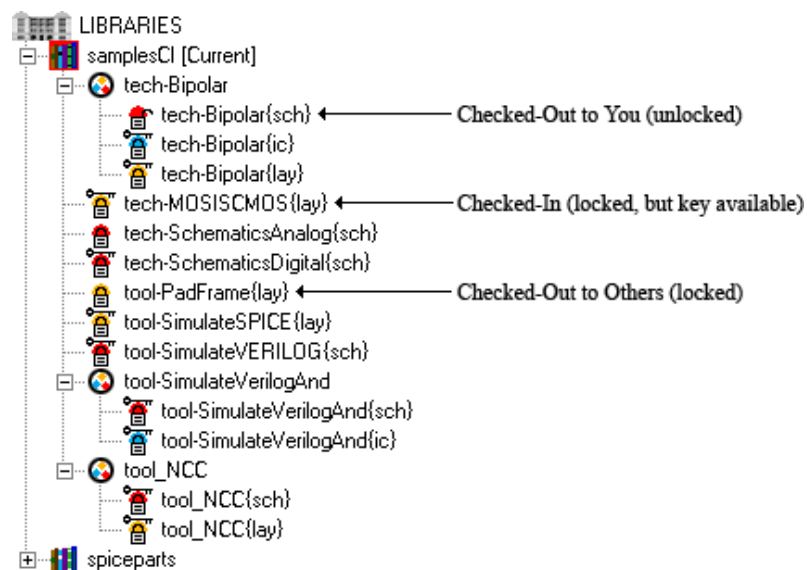 LIBRARIES
samplesCI [Current]
tech-Bipolar
tech-Bipolar{sch} Checked-Out to You (unlocked)
tech-Bipolar{ic}
tech-Bipolar{lay}
tech-MOSISCMOS{lay} Checked-In (locked, but key available)
tech-SchematicsAnalog{sch}
tech-SchematicsDigital{sch}
tool-PadFrame{lay} Checked-Out to Others (locked)
tool-SimulateSPICE{lay}
tool-SimulateVERILOG{sch}
tool-SimulateVerilogAnd
tool-SimulateVerilogAnd{sch}
tool-SimulateVerilogAnd{ic}
tool_NCC
tool_NCC{sch}
tool_NCC{lay}
spiceparts